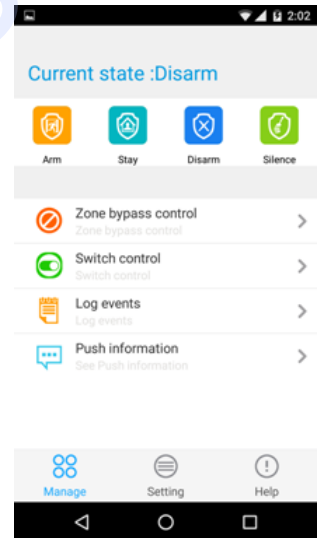 2:02
Current state :Disarm
Arm Stay Disarm Silence
Zone bypass control
Zone bypass control
Switch control
Switch control
Log events
Log events
Push information
See Push information
Manage Setting Help